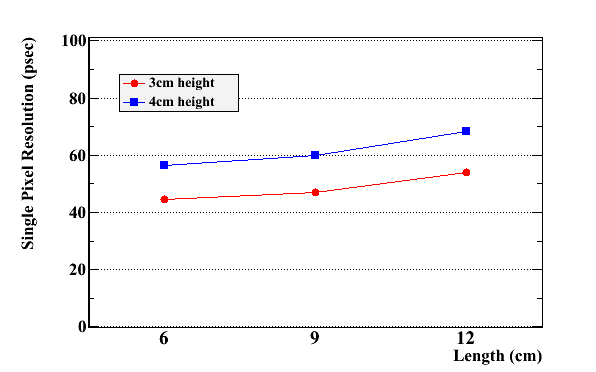 Single Pixel Resolution (psec)
100
80
60
40
20
0
3cm height
4cm height
6
9
12
Length (cm)